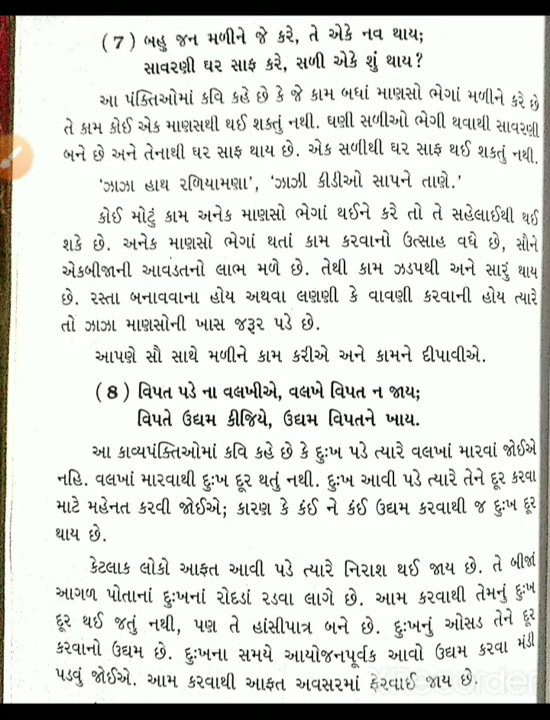 (7) બહુ જન મળીને જે કરે, તે એકે નવ થાય;
સાવરણી ઘર સાફ કરે, સળી એકે શું થાય?
આ પંક્તિઓમાં કવિ કહે છે કે જે કામ બધાં માણસો ભેગાં મળીને કરે છે
તે કામ કોઈ એક માણસથી થઈ શકતું નથી. ઘણી સળીઓ ભેગી થવાથી સાવરણી
બને છે અને તેનાથી ઘર સાફ થાય છે. એક સળીથી ઘર સાફ થઈ શકતું નથી.
'ઝાઝા હાથ રળિયામણા', 'ઝાઝી કીડીઓ સાપને તાણે.'
કોઈ મોટું કામ અનેક માણસો ભેગાં થઈને કરે તો તે સહેલાઈથી થઈ
શકે છે. અનેક માણસો ભેગાં થતાં કામ કરવાનો ઉત્સાહ વધે છે, સૌને
એકબીજાની આવડતનો લાભ મળે છે. તેથી કામ ઝડપથી અને સારું થાય
છે. રસ્તા બનાવવાના હોય અથવા લણણી કે વાવણી કરવાની હોય ત્યારે
તો ઝાઝા માણસોની ખાસ જરૂર પડે છે.
આપણે સૌ સાથે મળીને કામ કરીએ અને કામને દીપાવીએ.
(8) વિપત પડે ના વલખીએ, વલખે વિપત ન જાય;
વિપતે ઉદ્યમ કીજિયે, ઉદ્યમ વિપતને ખાય.
આ કાવ્યપંક્તિઓમાં કવિ કહે છે કે દુઃખ પડે ત્યારે વલખાં મારવાં જોઈએ
નહિ. વલખાં મારવાથી દુઃખ દૂર થતું નથી. દુઃખ આવી પડે ત્યારે તેને દૂર કરવા
માટે મહેનત કરવી જોઈએ; કારણ કે કંઈ ને કંઈ ઉદ્યમ કરવાથી જ દુઃખ દૂર
થાય છે.
કેટલાક લોકો આફત આવી પડે ત્યારે નિરાશ થઈ જાય છે. તે બીજાં
આગળ પોતાનાં દુઃખનાં રોદડાં રડવા લાગે છે. આમ કરવાથી તેમનું દુઃખ
દૂર થઈ જતું નથી, પણ તે હાંસીપાત્ર બને છે. દુઃખનું ઓસડ તેને દૂર
કરવાનો ઉદ્યમ છે. દુઃખના સમયે આયોજનપૂર્વક આવો ઉદ્યમ કરવા મંડી
પડવું જોઈએ. આમ કરવાથી આફત અવસરમાં ફેરવાઈ જાય છે.